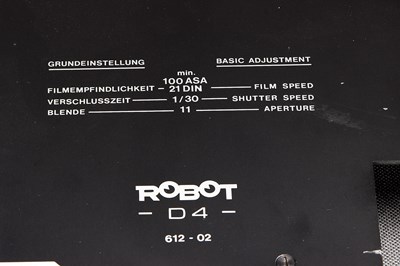 GRUNDEINSTELLUNG BASIC ADJUSTMENT
min.
100 ASA
FILMEMPFINDLICHKEIT - 21 DIN - FILM SPEED
VERSCHLUSSZEIT - 1/30 - SHUTTER SPEED
BLENDE - 11 - APERTURE
ROBOT
- D4 -
612 - 02